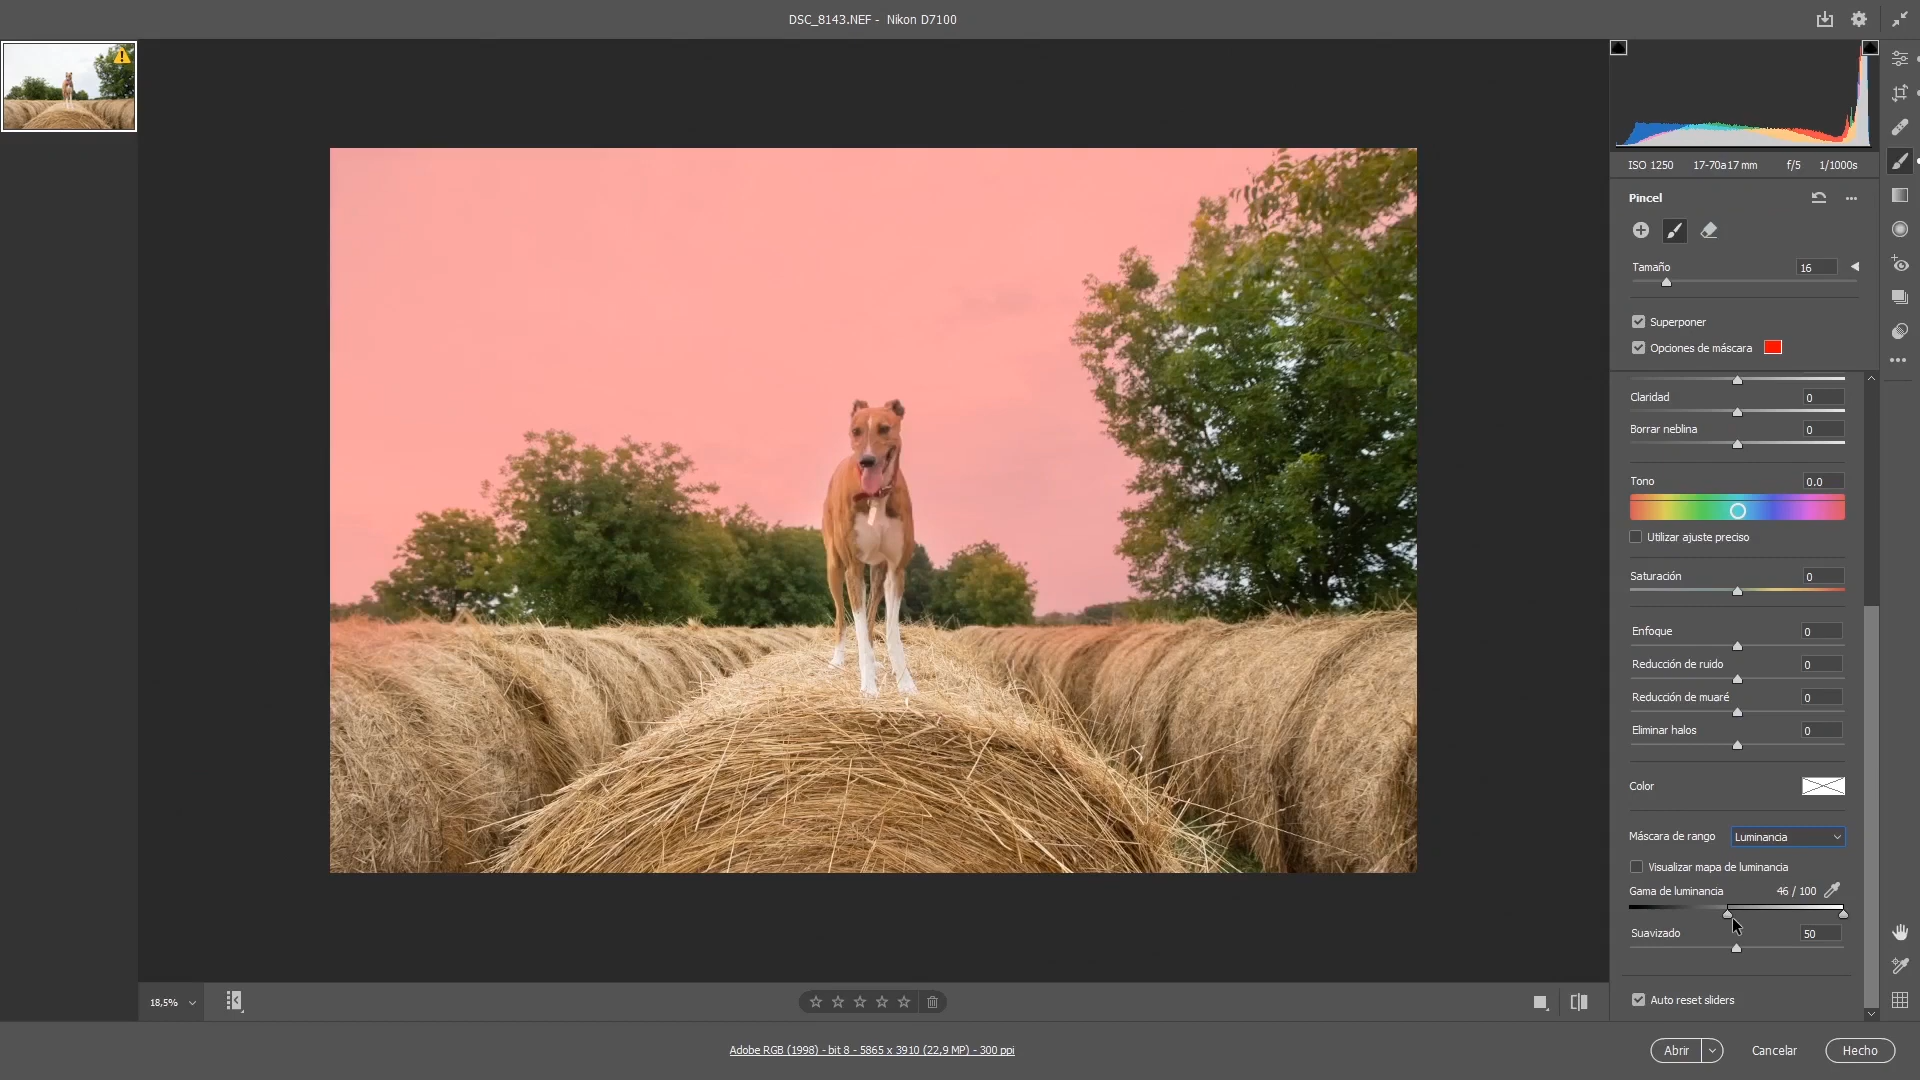 DSC_8143.NEF - Nikon D7100
ISO 1250 17-70a17 mm f/5 1/1000s
Pincel
Tamaño 16
Superponer
Opciones de máscara
Claridad 0
Borrar neblina 0
Tono 0.0
Utilizar ajuste preciso
Saturación 0
Enfoque 0
Reducción de ruido 0
Reducción de muaré 0
Eliminar halos 0
Color
Máscara de rango Luminancia
Visualizar mapa de luminancia
Gama de luminancia 46 / 100
Suavizado 50
Auto reset sliders
18,5%
Adobe RGB (1998) - bit 8 - 5865 x 3910 (22,9 MP) - 300 ppi
Abrir Cancelar Hecho